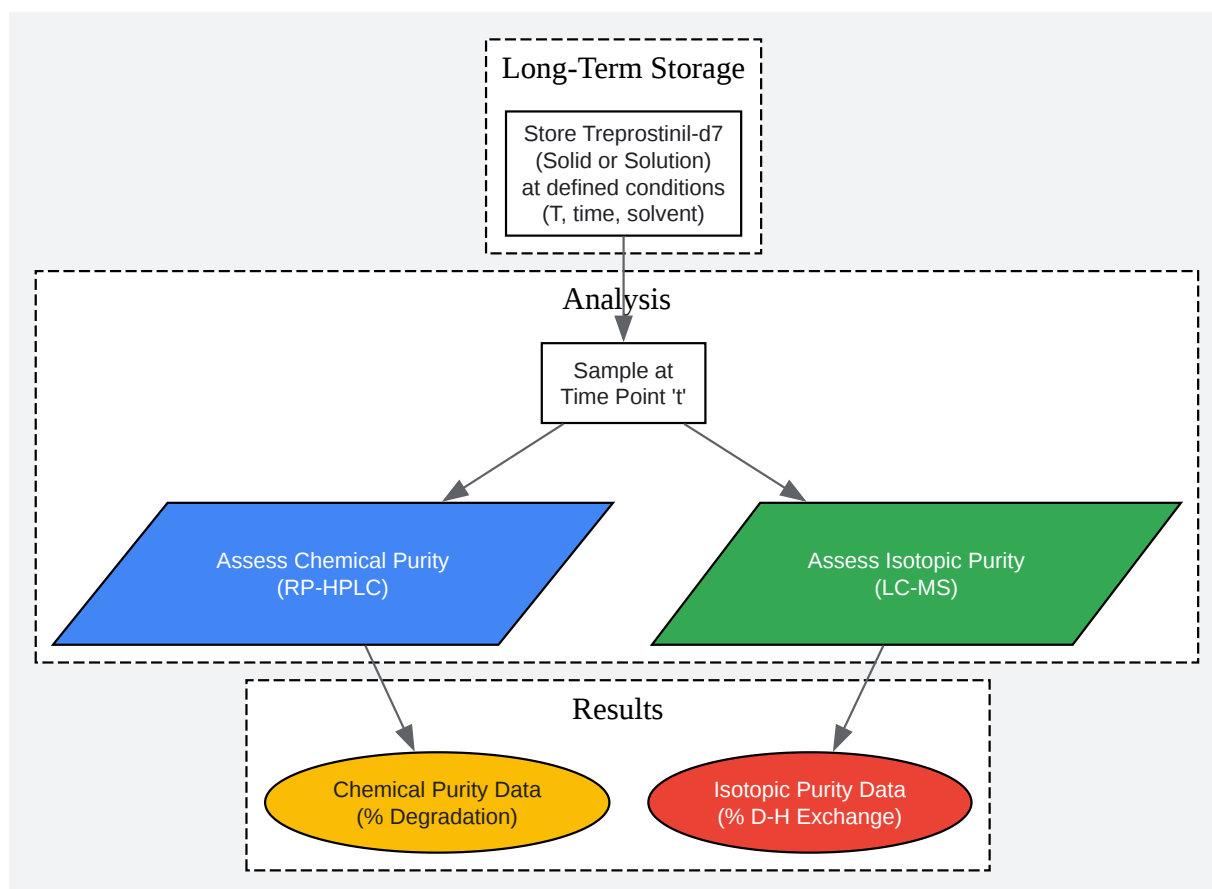 Long-Term Storage
Store Treprostinil-d7
(Solid or Solution)
at defined conditions
(T, time, solvent)
Analysis
Sample at
Time Point 't'
Assess Chemical Purity
(RP-HPLC)
Assess Isotopic Purity
(LC-MS)
Results
Chemical Purity Data
(% Degradation)
Isotopic Purity Data
(% D-H Exchange)